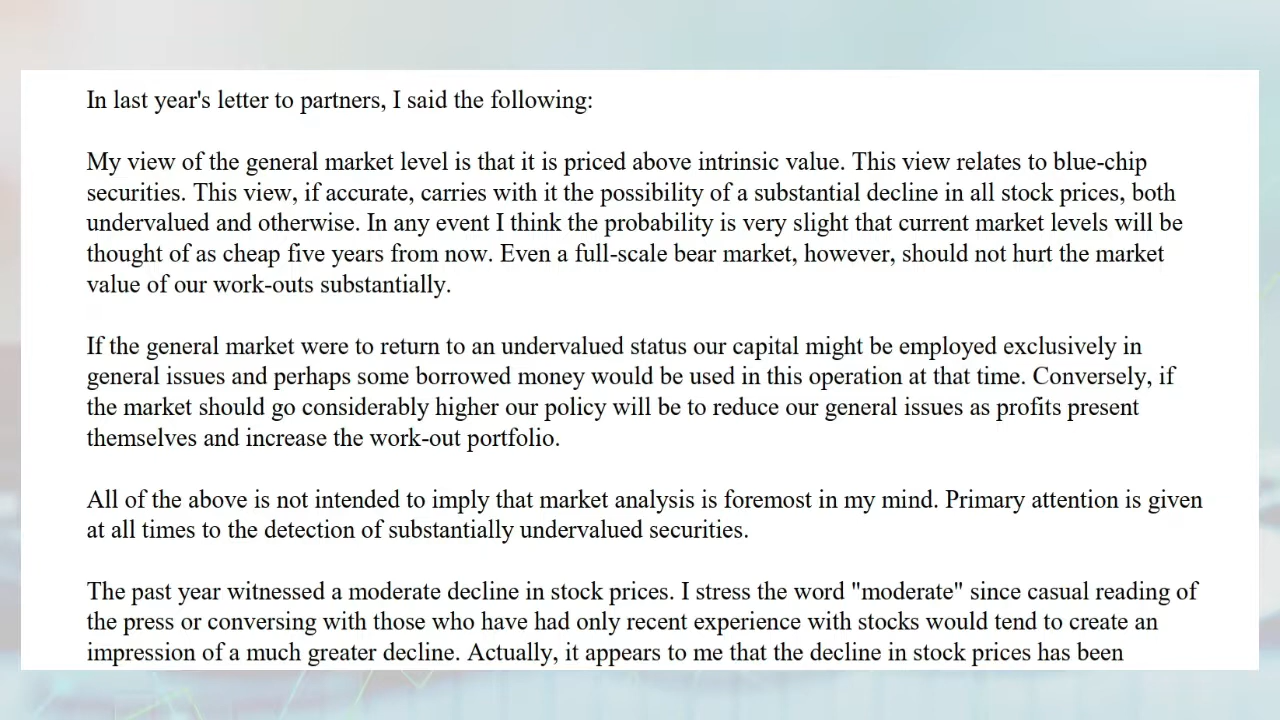 In last year's letter to partners, I said the following:
My view of the general market level is that it is priced above intrinsic value. This view relates to blue-chip
securities. This view, if accurate, carries with it the possibility of a substantial decline in all stock prices, both
undervalued and otherwise. In any event I think the probability is very slight that current market levels will be
thought of as cheap five years from now. Even a full-scale bear market, however, should not hurt the market
value of our work-outs substantially.
If the general market were to return to an undervalued status our capital might be employed exclusively in
general issues and perhaps some borrowed money would be used in this operation at that time. Conversely, if
the market should go considerably higher our policy will be to reduce our general issues as profits present
themselves and increase the work-out portfolio.
All of the above is not intended to imply that market analysis is foremost in my mind. Primary attention is given
at all times to the detection of substantially undervalued securities.
The past year witnessed a moderate decline in stock prices. I stress the word "moderate" since casual reading of
the press or conversing with those who have had only recent experience with stocks would tend to create an
impression of a much greater decline. Actually, it appears to me that the decline in stock prices has been